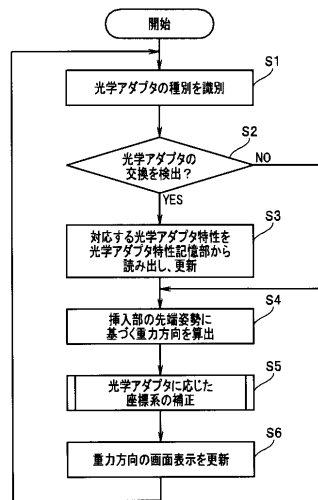 開始
S1
光学アダプタの種別を識別
S2
光学アダプタの
交換を検出?
NO
YES
S3
対応する光学アダプタ特性を
光学アダプタ特性記憶部から
読み出し、更新
S4
挿入部の先端姿勢に
基づく重力方向を算出
S5
光学アダプタに応じた
座標系の補正
S6
重力方向の画面表示を更新